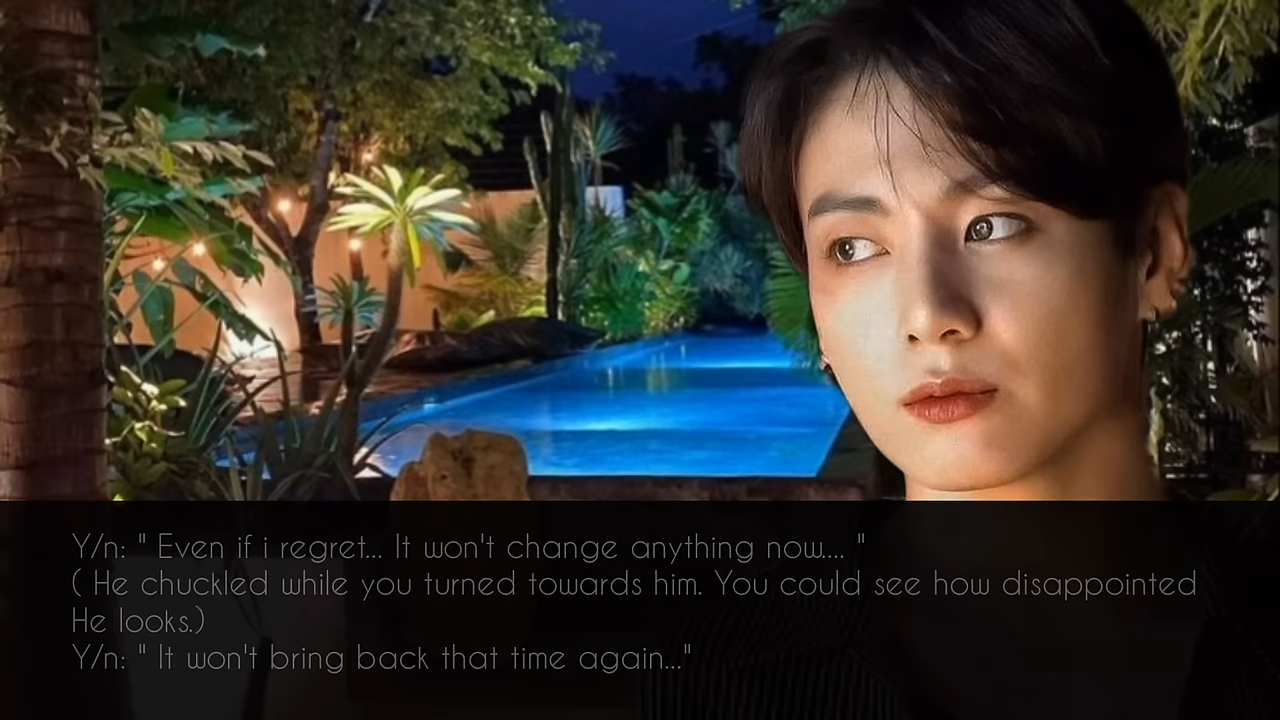 Y/n: " Even if i regret... It won't change anything now.... "
( He chuckled while you turned towards him. You could see how disappointed
He looks.)
Y/n: " It won't bring back that time again..."